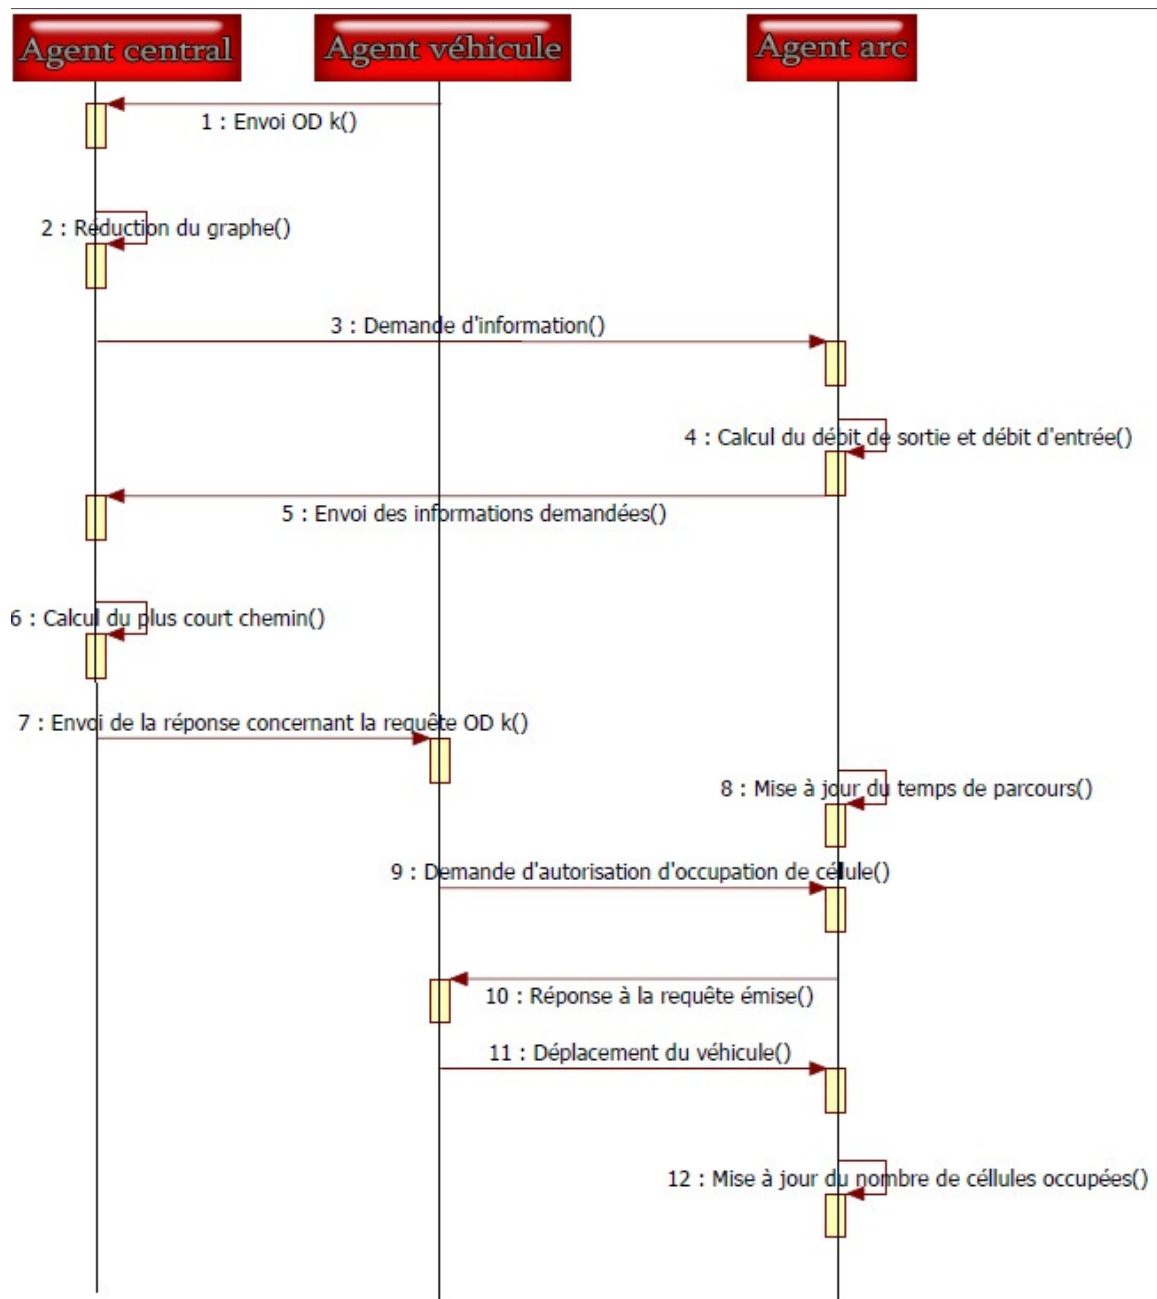 Agent central
Agent véhicule
Agent arc
1 : Envoi OD k()
2 : Réduction du graphe()
3 : Demande d'information()
4 : Calcul du débit de sortie et débit d'entrée()
5 : Envoi des informations demandées()
6 : Calcul du plus court chemin()
7 : Envoi de la réponse concernant la requête OD k()
8 : Mise à jour du temps de parcours()
9 : Demande d'autorisation d'occupation de célule()
10 : Réponse à la requête émise()
11 : Déplacement du véhicule()
12 : Mise à jour du nombre de céllules occupées()